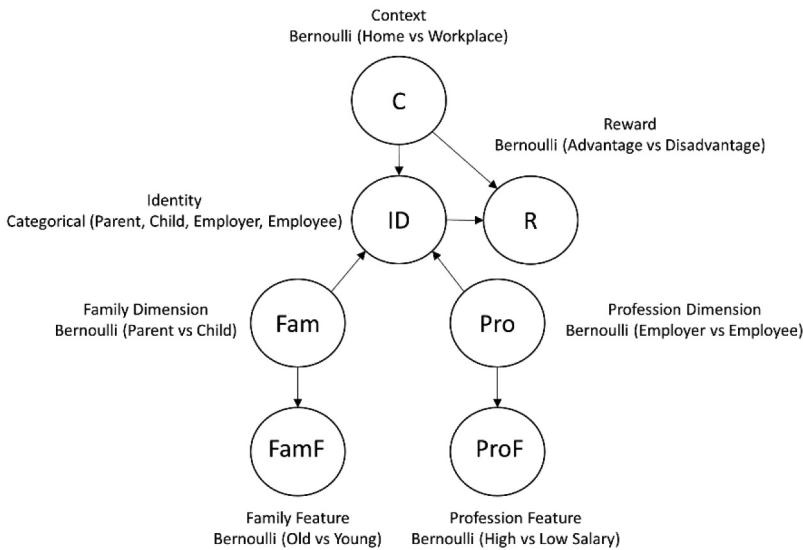 Context
Bernoulli (Home vs Workplace)
C
Reward
Bernoulli (Advantage vs Disadvantage)
Identity
Categorical (Parent, Child, Employer, Employee)
ID
R
Family Dimension
Bernoulli (Parent vs Child)
Fam
Pro
Profession Dimension
Bernoulli (Employer vs Employee)
FamF
ProF
Family Feature
Bernoulli (Old vs Young)
Profession Feature
Bernoulli (High vs Low Salary)